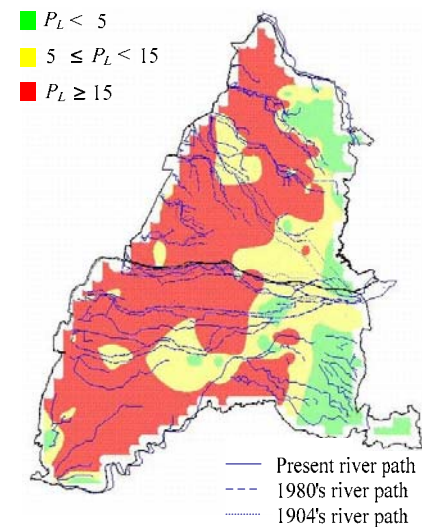 P_L < 5
5 ≤ P_L < 15
P_L ≥ 15
Present river path
1980's river path
1904's river path